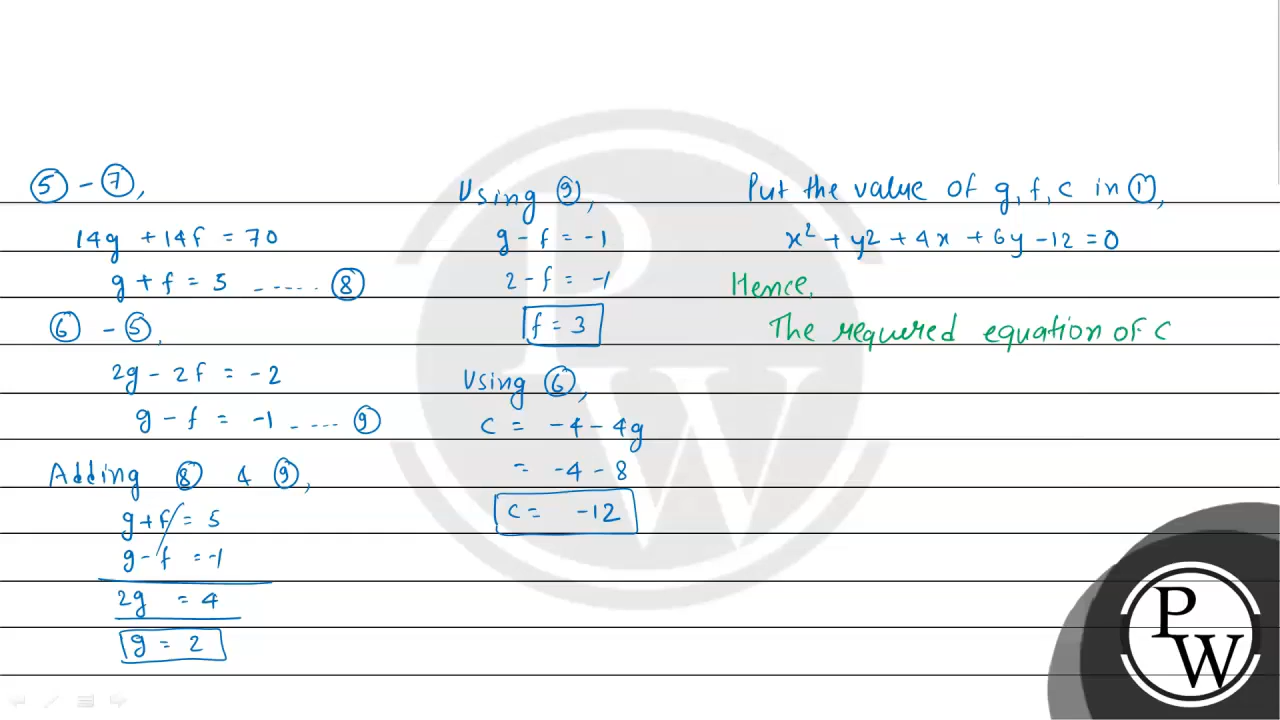 ⑤ - ⑦,
14g + 14f = 70
g + f = 5 ........ ⑧
⑥ - ⑤,
2g - 2f = -2
g - f = -1 ....... ⑨
Adding ⑧ & ⑨,
g+f = 5
g-f = -1
2g = 4
g = 2
Using ⑨,
g - f = -1
2 - f = -1
f = 3
Using ⑥,
c = -4 - 4g
= -4 - 8
c = -12
Put the value of g, f, c in ①,
x² + y2 + 4x + 6y - 12 = 0
Hence,
The required equation of c
PW
PW